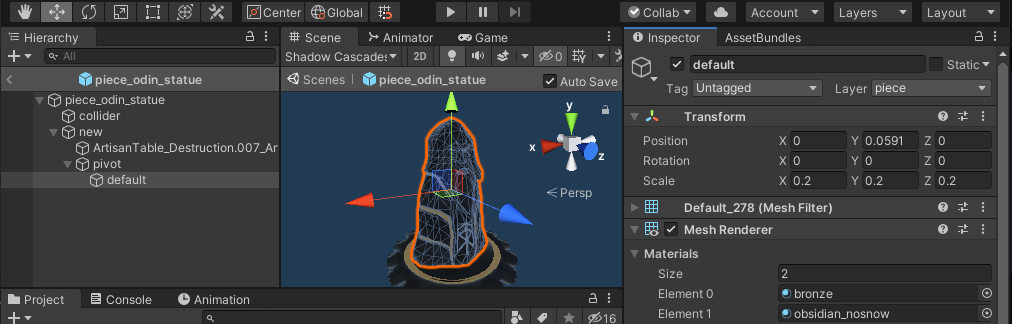 Center Global Collab Account Layers Layout
Hierarchy
All
piece_odin_statue
piece_odin_statue
collider
new
ArtisanTable_Destruction.007_Ar
pivot
default
Scene Animator Game
Shadow Cascades 2D 0
Scenes piece_odin_statue Auto Save
y
x
z
Persp
Project Console Animation
16
Inspector AssetBundles
default Static
Tag Untagged Layer piece
Transform
Position X 0 Y 0.0591 Z 0
Rotation X 0 Y 0 Z 0
Scale X 0.2 Y 0.2 Z 0.2
Default_278 (Mesh Filter)
Mesh Renderer
Materials
Size 2
Element 0 bronze
Element 1 obsidian_nosnow